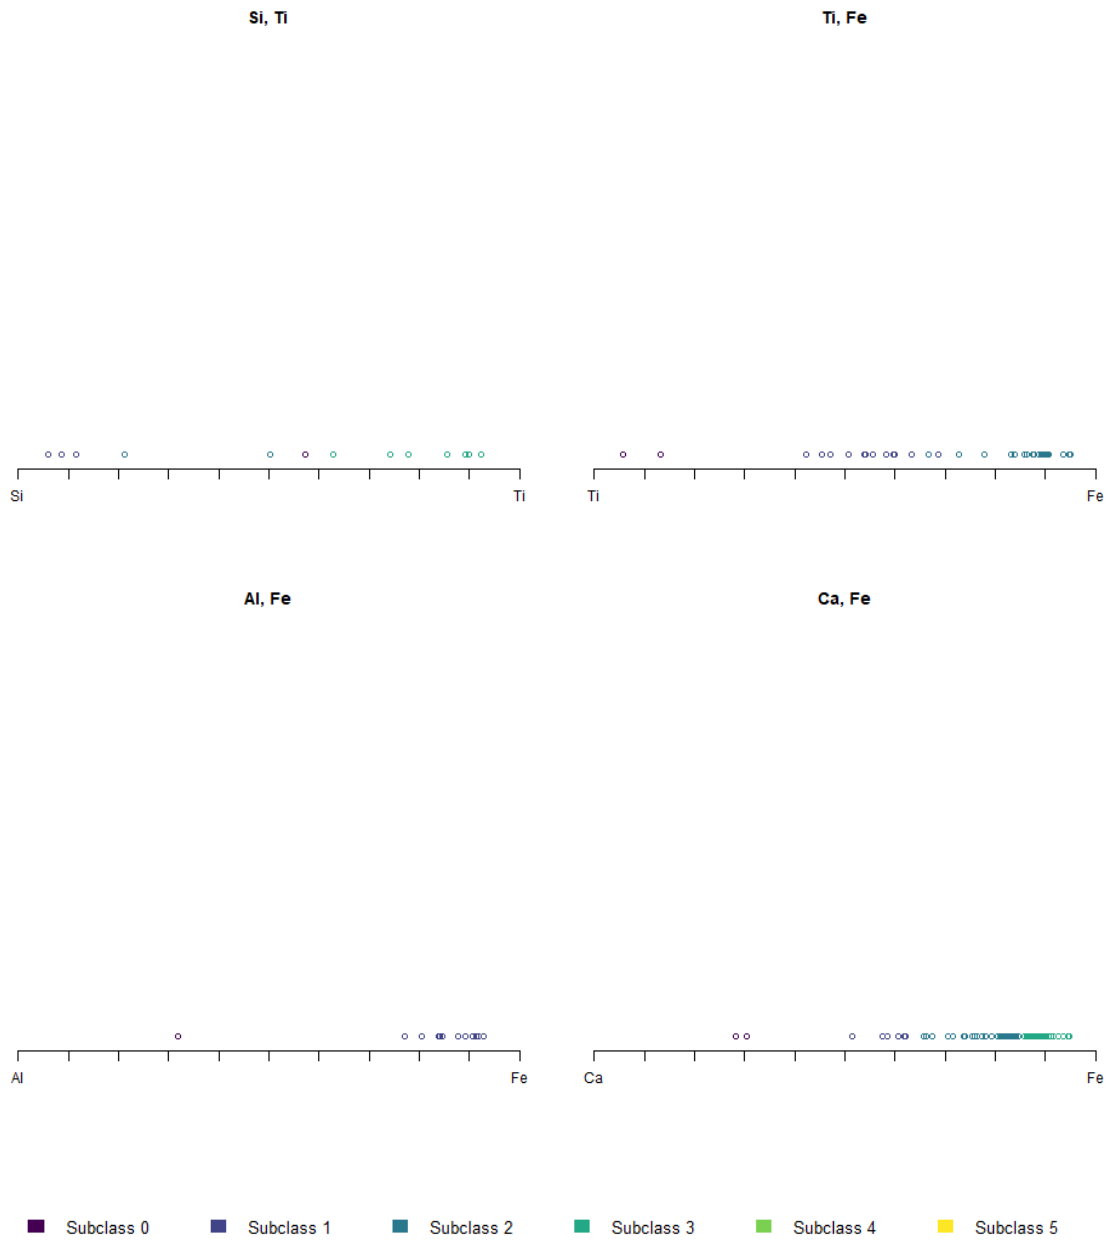 Si, Ti
Ti, Fe
Si
Ti
Ti
Fe
Al, Fe
Ca, Fe
Al
Fe
Ca
Fe
Subclass 0
Subclass 1
Subclass 2
Subclass 3
Subclass 4
Subclass 5